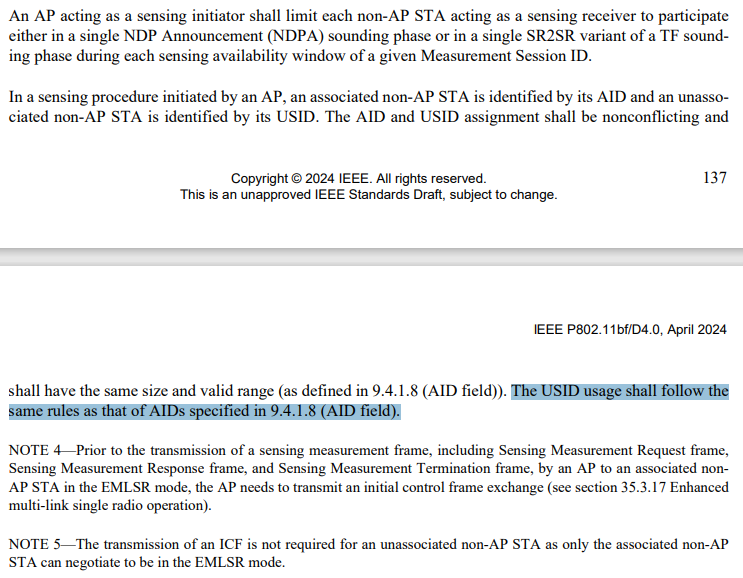 An AP acting as a sensing initiator shall limit each non-AP STA acting as a sensing receiver to participate
either in a single NDP Announcement (NDPA) sounding phase or in a single SR2SR variant of a TF sound-
ing phase during each sensing availability window of a given Measurement Session ID.
In a sensing procedure initiated by an AP, an associated non-AP STA is identified by its AID and an unasso-
ciated non-AP STA is identified by its USID. The AID and USID assignment shall be nonconflicting and
Copyright © 2024 IEEE. All rights reserved. 137
This is an unapproved IEEE Standards Draft, subject to change.
IEEE P802.11bf/D4.0, April 2024
shall have the same size and valid range (as defined in 9.4.1.8 (AID field)). The USID usage shall follow the
same rules as that of AIDs specified in 9.4.1.8 (AID field).
NOTE 4—Prior to the transmission of a sensing measurement frame, including Sensing Measurement Request frame,
Sensing Measurement Response frame, and Sensing Measurement Termination frame, by an AP to an associated non-
AP STA in the EMLSR mode, the AP needs to transmit an initial control frame exchange (see section 35.3.17 Enhanced
multi-link single radio operation).
NOTE 5—The transmission of an ICF is not required for an unassociated non-AP STA as only the associated non-AP
STA can negotiate to be in the EMLSR mode.